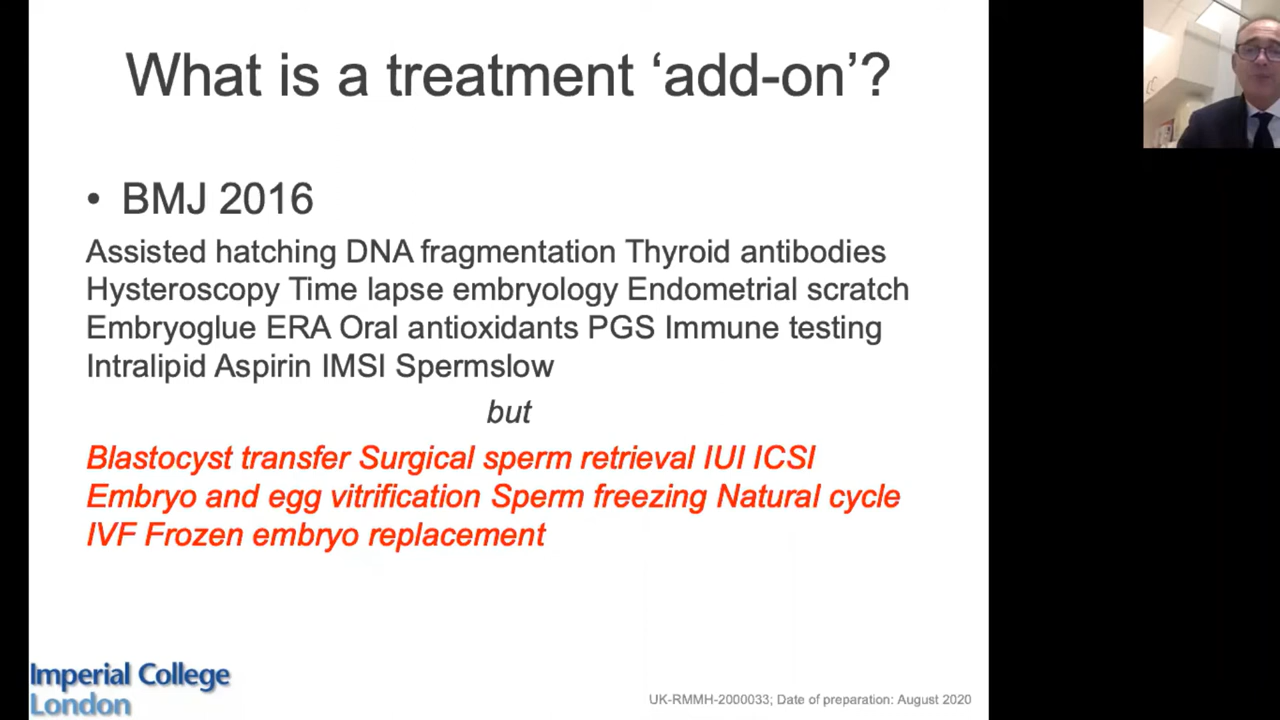 What is a treatment ‘add-on’?
• BMJ 2016
Assisted hatching DNA fragmentation Thyroid antibodies
Hysteroscopy Time lapse embryology Endometrial scratch
Embryoglue ERA Oral antioxidants PGS Immune testing
Intralipid Aspirin IMSI Spermslow
but
Blastocyst transfer Surgical sperm retrieval IUI ICSI
Embryo and egg vitrification Sperm freezing Natural cycle
IVF Frozen embryo replacement
Imperial College
London
UK-RMMH-2000033; Date of preparation: August 2020